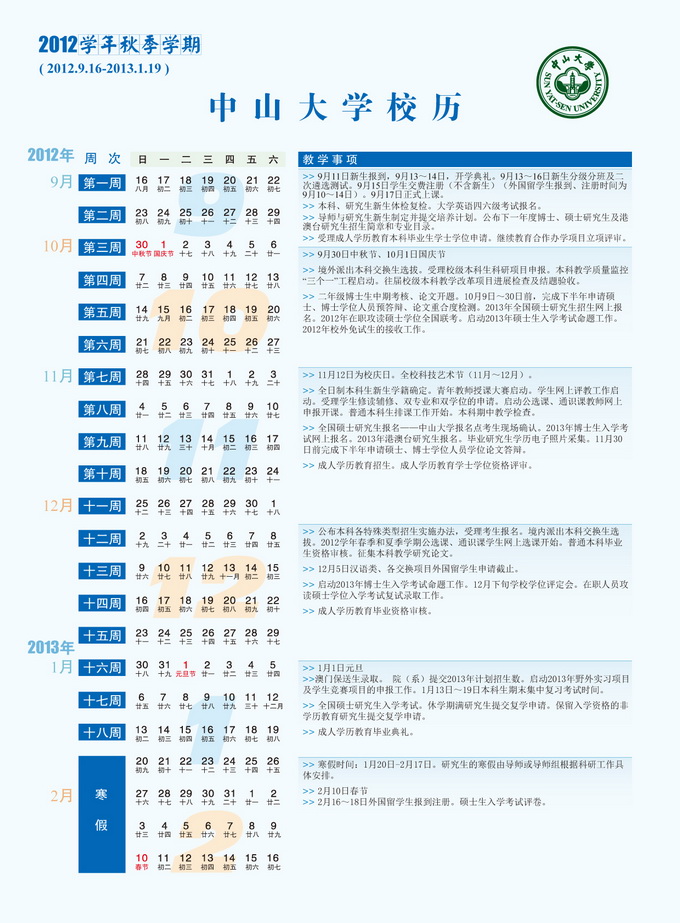 2012学年秋季学期
( 2012.9.16-2013.1.19 )
中山大学
SUN YAT-SEN UNIVERSITY
中山大学校历
2012年 周次 日 一 二 三 四 五 六 教学事项
9月 第一周 16 17 18 19 20 21 22
八月 初二 初三 初四 初五 初六 初七
第二周 23 24 25 26 27 28 29
初八 初九 初十 十一 十二 十三 十四
10月 第三周 30 1 2 3 4 5 6
中秋节 国庆节 十七 十八 十九 二十 廿一
第四周 7 8 9 10 11 12 13
廿二 廿三 廿四 廿五 廿六 廿七 廿八
第五周 14 15 16 17 18 19 20
廿九 九月 初二 初三 初四 初五 初六
第六周 21 22 23 24 25 26 27
初七 初八 初九 初十 十一 十二 十三
11月 第七周 28 29 30 31 1 2 3
十四 十五 十六 十七 十八 十九 二十
第八周 4 5 6 7 8 9 10
廿一 廿二 廿三 廿四 廿五 廿六 廿七
第九周 11 12 13 14 15 16 17
廿八 廿九 三十 十月 初二 初三 初四
第十周 18 19 20 21 22 23 24
初五 初六 初七 初八 初九 初十 十一
12月 十一周 25 26 27 28 29 30 1
十二 十三 十四 十五 十六 十七 十八
十二周 2 3 4 5 6 7 8
十九 二十 廿一 廿二 廿三 廿四 廿五
十三周 9 10 11 12 13 14 15
廿六 廿七 廿八 廿九 十一月 初二 初三
十四周 16 17 18 19 20 21 22
初四 初五 初六 初七 初八 初九 初十
十五周 23 24 25 26 27 28 29
十一 十二 十三 十四 十五 十六 十七
2013年
1月 十六周 30 31 1 2 3 4 5
十八 十九 元旦节 廿一 廿二 廿三 廿四
十七周 6 7 8 9 10 11 12
廿五 廿六 廿七 廿八 廿九 三十 十二月
十八周 13 14 15 16 17 18 19
初二 初三 初四 初五 初六 初七 初八
寒假 20 21 22 23 24 25 26
初九 初十 十一 十二 十三 十四 十五
2月 27 28 29 30 31 1 2
十六 十七 十八 十九 二十 廿一 廿二
3 4 5 6 7 8 9
廿三 廿四 廿五 廿六 廿七 廿八 廿九
10 11 12 13 14 15 16
春节 初二 初三 初四 初五 初六 初七
9
10
11
12
1
2
>> 9月11日新生报到，9月13～14日，开学典礼。9月13～16日新生分级分班及二
次遴选测试。9月15日学生交费注册（不含新生）（外国留学生报到、注册时间为
9月10～14日）。9月17日正式上课。
>> 本科、研究生新生体检复检。大学英语四六级考试报名。
>> 导师与研究生新生制定并提交培养计划。公布下一年度博士、硕士研究生及港
澳台研究生招生简章和专业目录。
>> 受理成人学历教育本科毕业生学士学位申请。继续教育合作办学项目立项评审。
>> 9月30日中秋节，10月1日国庆节
>> 境外派出本科交换生选拔。受理校级本科生科研项目申报。本科教学质量监控
“三个一”工程启动。往届校级本科教学改革项目进展检查及结题验收。
>> 二年级博士生中期考核、论文开题。10月9日～30日前，完成下半年申请硕
士、博士学位人员预答辩、论文重合度检测。2013年全国硕士研究生招生网上报
名。2012年在职攻读硕士学位全国联考。启动2013年硕士生入学考试命题工作。
2012年校外免试生的接收工作。
>> 11月12日为校庆日。全校科技艺术节（11月～12月）。
>> 全日制本科生新生学籍确定。青年教师授课大赛启动。学生网上评教工作启
动。受理学生修读辅修、双专业和双学位的申请。启动公选课、通识课教师网上
申报开课。普通本科生排课工作开始。本科期中教学检查。
>> 全国硕士研究生报名——中山大学报名点考生现场确认。2013年博士生入学考
试网上报名。2013年港澳台研究生报名。毕业研究生学历电子照片采集。11月30
日前完成下半年申请硕士、博士学位人员学位论文答辩。
>> 成人学历教育招生。成人学历教育学士学位资格评审。
>> 公布本科各特殊类型招生实施办法，受理考生报名。境内派出本科交换生选
拔。2012学年春季和夏季学期公选课、通识课学生网上选课开始。普通本科毕业
生资格审核。征集本科教学研究论文。
>> 12月5日汉语类、各交换项目外国留学生申请截止。
>> 启动2013年博士生入学考试命题工作。12月下旬学校学位评定会。在职人员攻
读硕士学位入学考试复试录取工作。
>> 成人学历教育毕业资格审核。
>> 1月1日元旦
>>澳门保送生录取。 院（系）提交2013年计划招生数。启动2013年野外实习项目
及学生竞赛项目的申报工作。1月13日～19日本科生期末集中复习考试时间。
>> 全国硕士研究生入学考试。休学期满研究生提交复学申请。保留入学资格的非
学历教育研究生提交复学申请。
>> 成人学历教育毕业典礼。
>> 寒假时间：1月20日-2月17日。研究生的寒假由导师或导师组根据科研工作具
体安排。
>> 2月10日春节
>> 2月16～18日外国留学生报到注册。硕士生入学考试评卷。